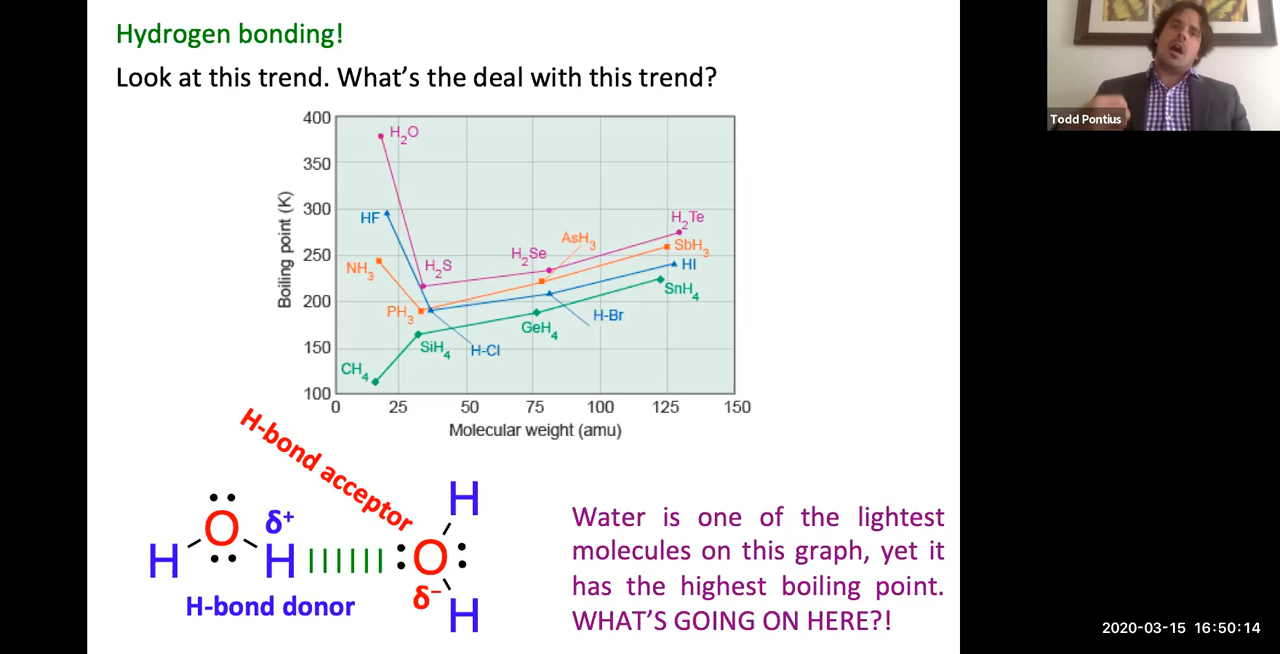 Hydrogen bonding!
Look at this trend. What's the deal with this trend?
Todd Pontius
400
350
300
250
200
150
100
Boiling point (K)
0 25 50 75 100 125 150
Molecular weight (amu)
H₂O
HF
NH₃
H₂S
PH₃
H-Cl
SiH₄
CH₄
H₂Se
AsH₃
H-Br
GeH₄
H₂Te
SbH₃
HI
SnH₄
H-bond acceptor
O
δ⁺
H
H
H-bond donor
H
O
δ⁻
H
Water is one of the lightest
molecules on this graph, yet it
has the highest boiling point.
WHAT'S GOING ON HERE?!
2020-03-15 16:50:14